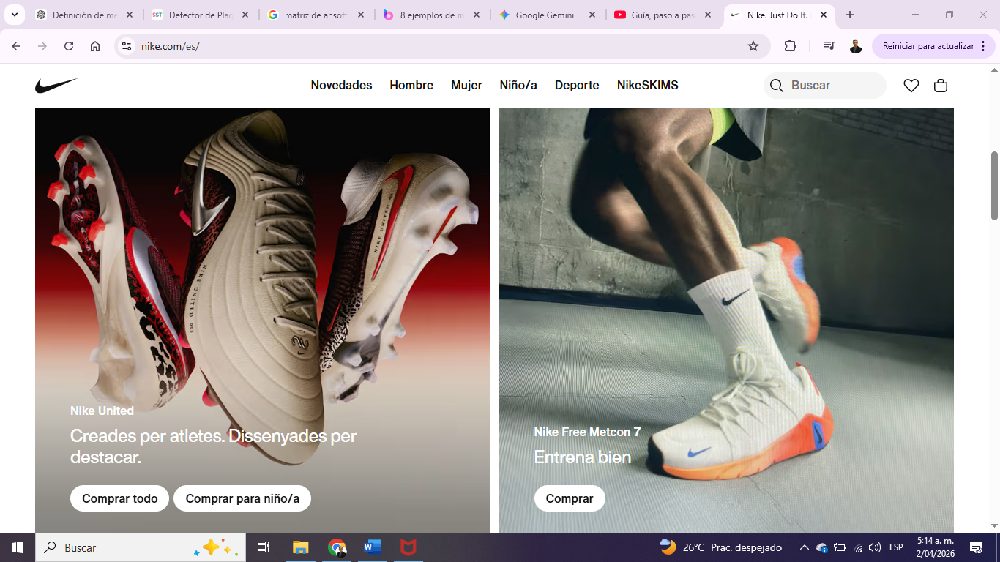 Definición de me
Detector de Plag
matriz de ansoff
8 ejemplos de m
Google Gemini
Guía, paso a pas
Nike. Just Do It.
nike.com/es/
Reiniciar para actualizar
Novedades Hombre Mujer Niño/a Deporte NikeSKIMS
Buscar
NIKE UNITED
NIKE UNITED
Nike United
Creades per atletes. Dissenyades per
destacar.
Comprar todo
Comprar para niño/a
Nike Free Metcon 7
Entrena bien
Comprar
Buscar
26°C Prac. despejado
ESP
5:14 a. m.
2/04/2026